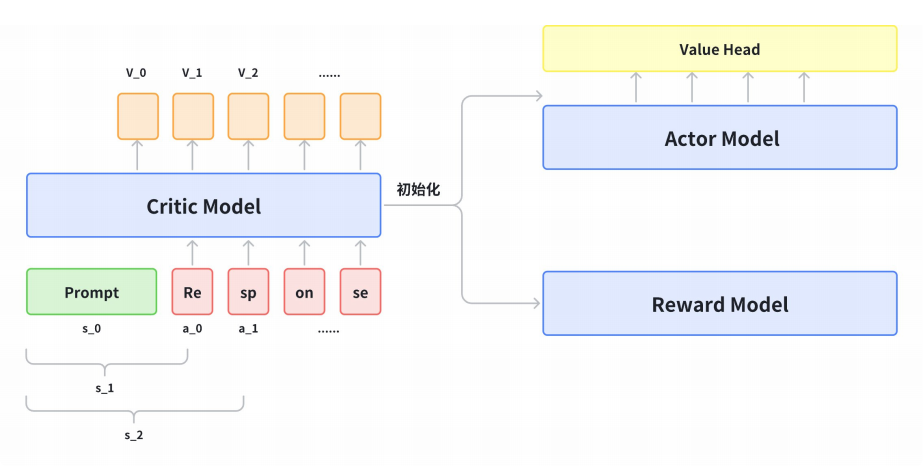 V_0 V_1 V_2 ......
Critic Model
Prompt Re sp on se
s_0 a_0 a_1 ......
s_1
s_2
初始化
Value Head
Actor Model
Reward Model